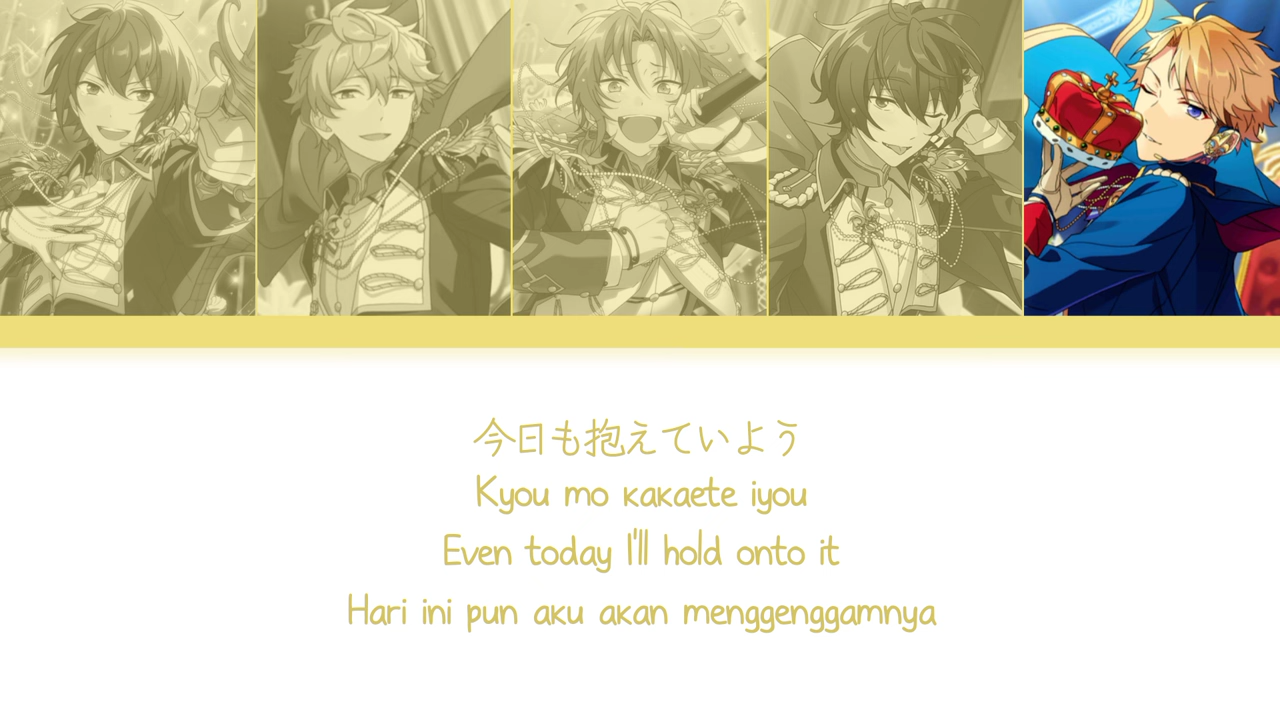 今日も抱えていよう
Kyou mo kakaete iyou
Even today I'll hold onto it
Hari ini pun aku akan menggenggamnya